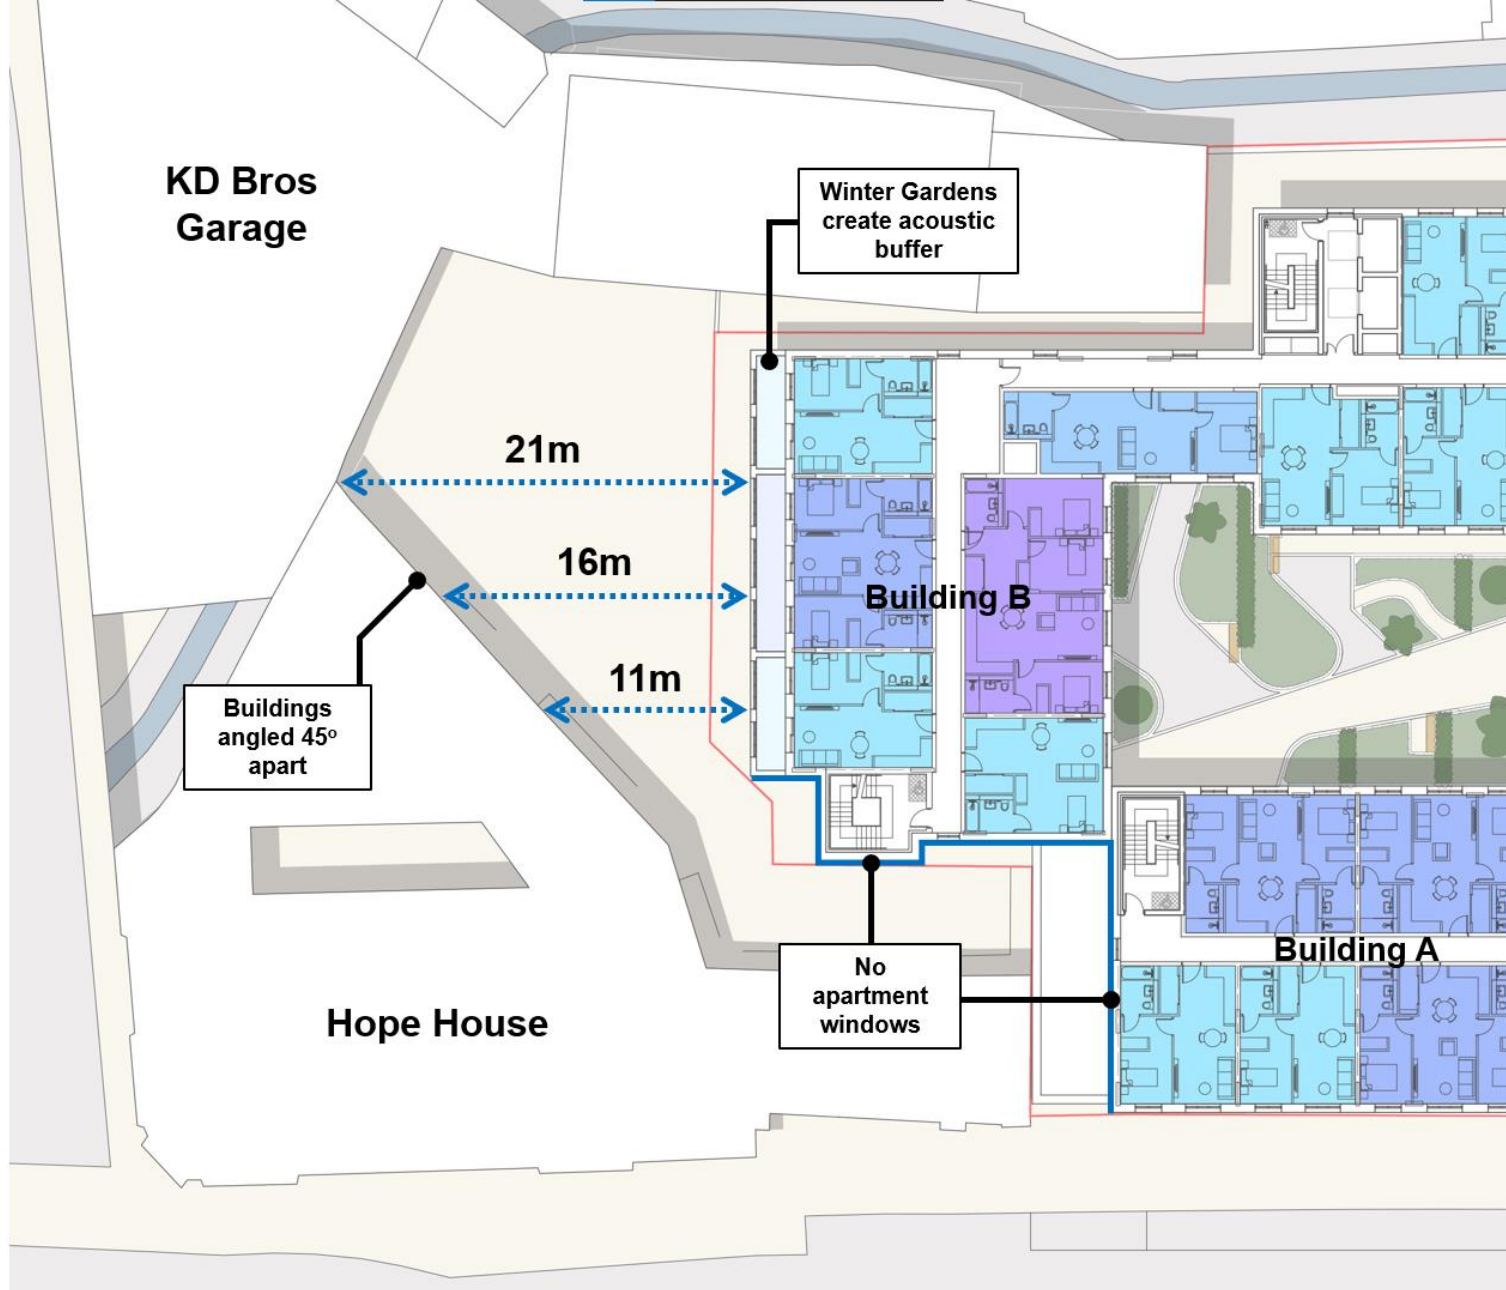 KD Bros
Garage
Winter Gardens
create acoustic
buffer
21m
16m
Building B
11m
Buildings
angled 45º
apart
No
apartment
windows
Building A
Hope House